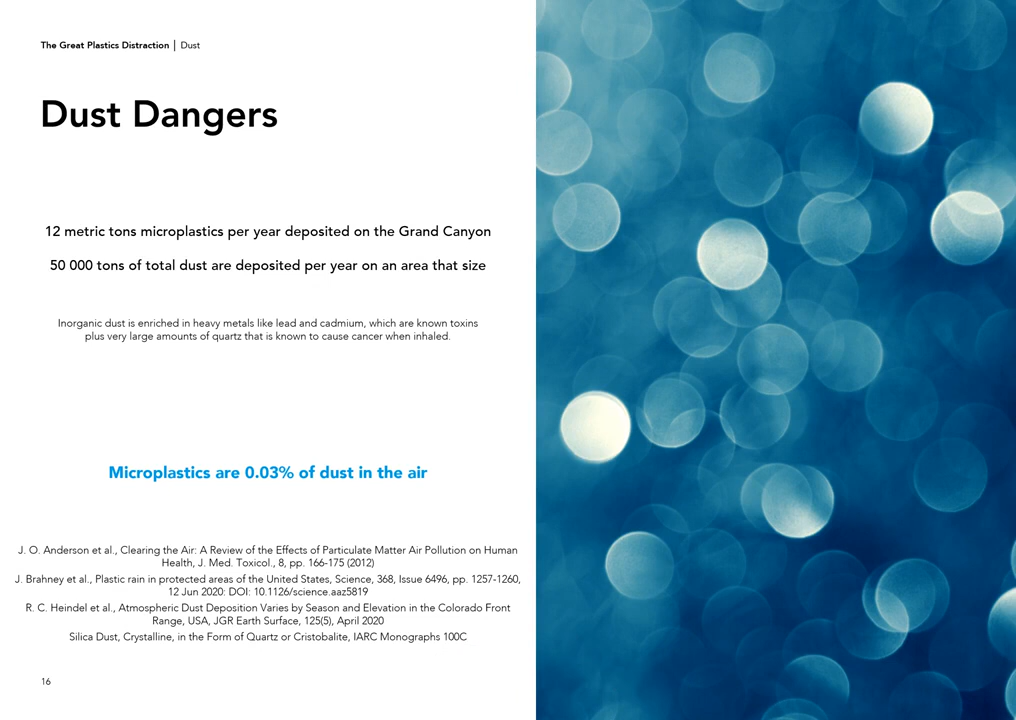 The Great Plastics Distraction | Dust
Dust Dangers
12 metric tons microplastics per year deposited on the Grand Canyon
50 000 tons of total dust are deposited per year on an area that size
Inorganic dust is enriched in heavy metals like lead and cadmium, which are known toxins
plus very large amounts of quartz that is known to cause cancer when inhaled.
Microplastics are 0.03% of dust in the air
J. O. Anderson et al., Clearing the Air: A Review of the Effects of Particulate Matter Air Pollution on Human
Health, J. Med. Toxicol., 8, pp. 166-175 (2012)
J. Brahney et al., Plastic rain in protected areas of the United States, Science, 368, Issue 6496, pp. 1257-1260,
12 Jun 2020: DOI: 10.1126/science.aaz5819
R. C. Heindel et al., Atmospheric Dust Deposition Varies by Season and Elevation in the Colorado Front
Range, USA, JGR Earth Surface, 125(5), April 2020
Silica Dust, Crystalline, in the Form of Quartz or Cristobalite, IARC Monographs 100C
16